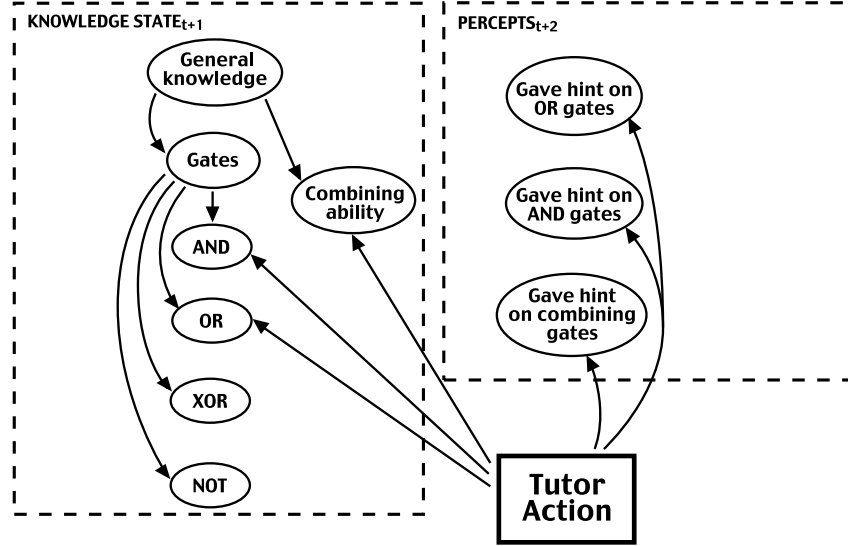 KNOWLEDGE STATEt+1
General
knowledge
Gates
Combining
ability
AND
OR
XOR
NOT
PERCEPTSt+2
Gave hint on
OR gates
Gave hint on
AND gates
Gave hint
on combining
gates
Tutor
Action